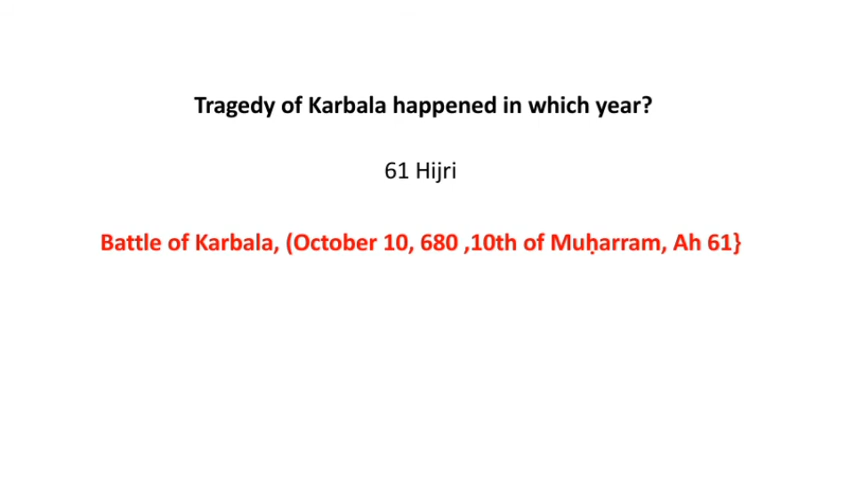 Tragedy of Karbala happened in which year?
61 Hijri
Battle of Karbala, (October 10, 680 ,10th of Muḥarram, Ah 61}